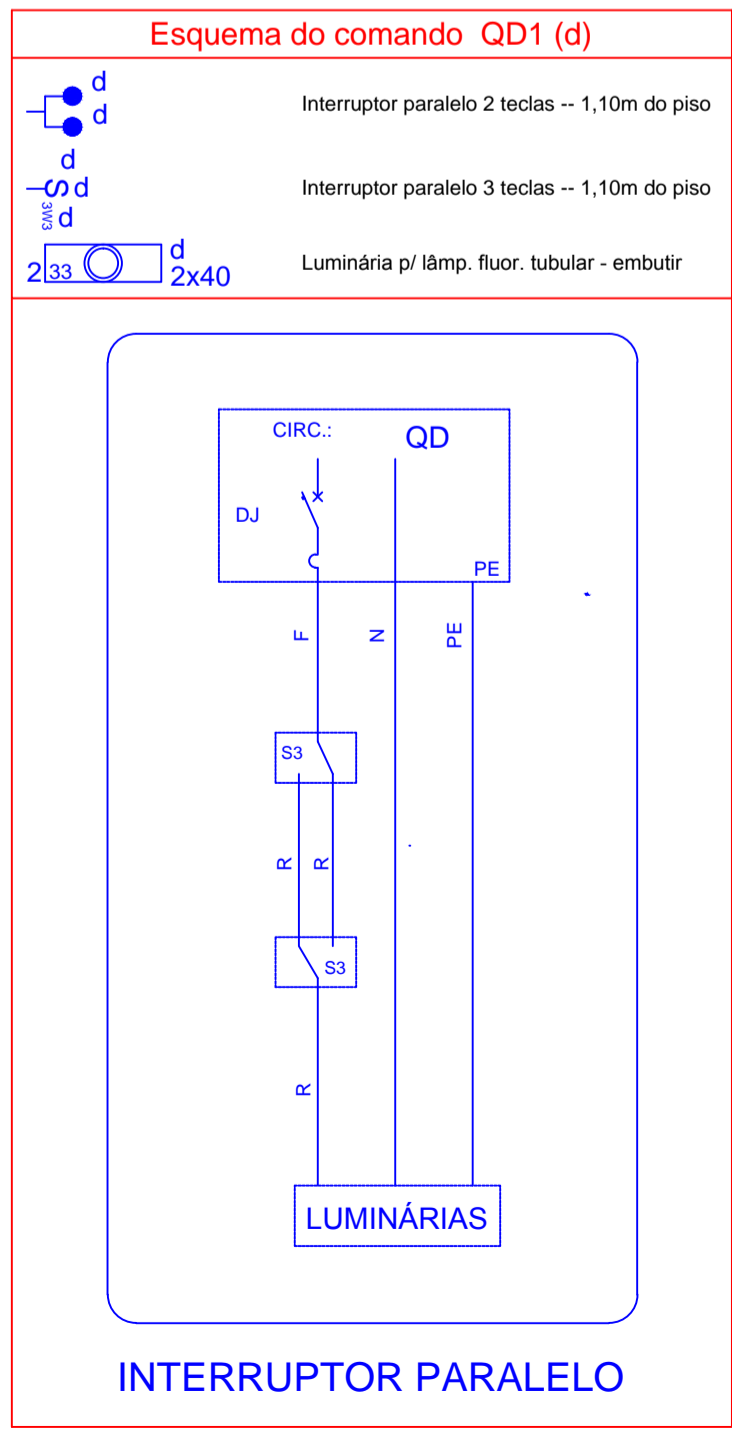 Esquema do comando QD1 (d)
d
d
Interruptor paralelo 2 teclas -- 1,10m do piso
d
S d
3W3 d
Interruptor paralelo 3 teclas -- 1,10m do piso
2 33
d
2x40
Luminária p/ lâmp. fluor. tubular - embutir
CIRC.:
QD
DJ
PE
F
N
PE
S3
R
R
S3
R
LUMINÁRIAS
INTERRUPTOR PARALELO